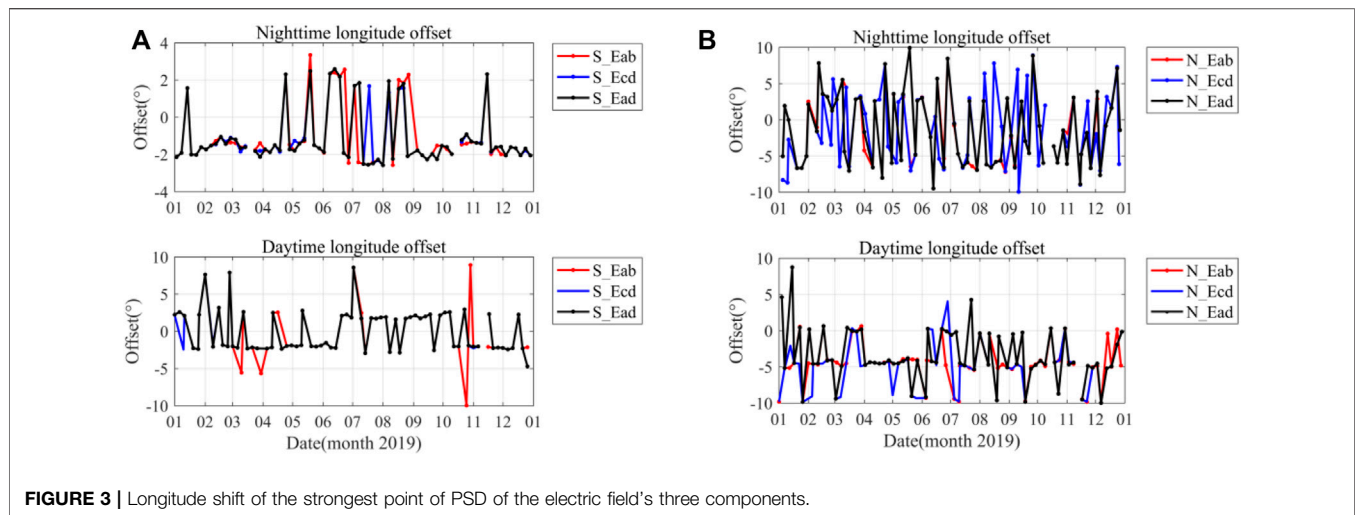 A
Nighttime longitude offset
Offset(°)
4
2
0
-2
-4
01 02 03 04 05 06 07 08 09 10 11 12 01
S_Eab
S_Ecd
S_Ead
Daytime longitude offset
Offset(°)
10
5
0
-5
-10
01 02 03 04 05 06 07 08 09 10 11 12 01
Date(month 2019)
S_Eab
S_Ecd
S_Ead
B
Nighttime longitude offset
Offset(°)
10
5
0
-5
-10
01 02 03 04 05 06 07 08 09 10 11 12 01
N_Eab
N_Ecd
N_Ead
Daytime longitude offset
Offset(°)
10
5
0
-5
-10
01 02 03 04 05 06 07 08 09 10 11 12 01
Date(month 2019)
N_Eab
N_Ecd
N_Ead
FIGURE 3 | Longitude shift of the strongest point of PSD of the electric field's three components.